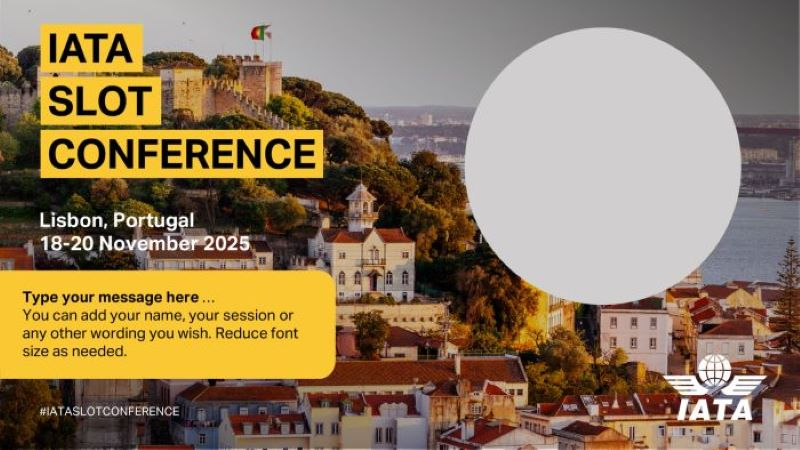 IATA
SLOT
CONFERENCE
Lisbon, Portugal
18-20 November 2025
Type your message here ...
You can add your name, your session or
any other wording you wish. Reduce font
size as needed.
#IATASLOTCONFERENCE
IATA